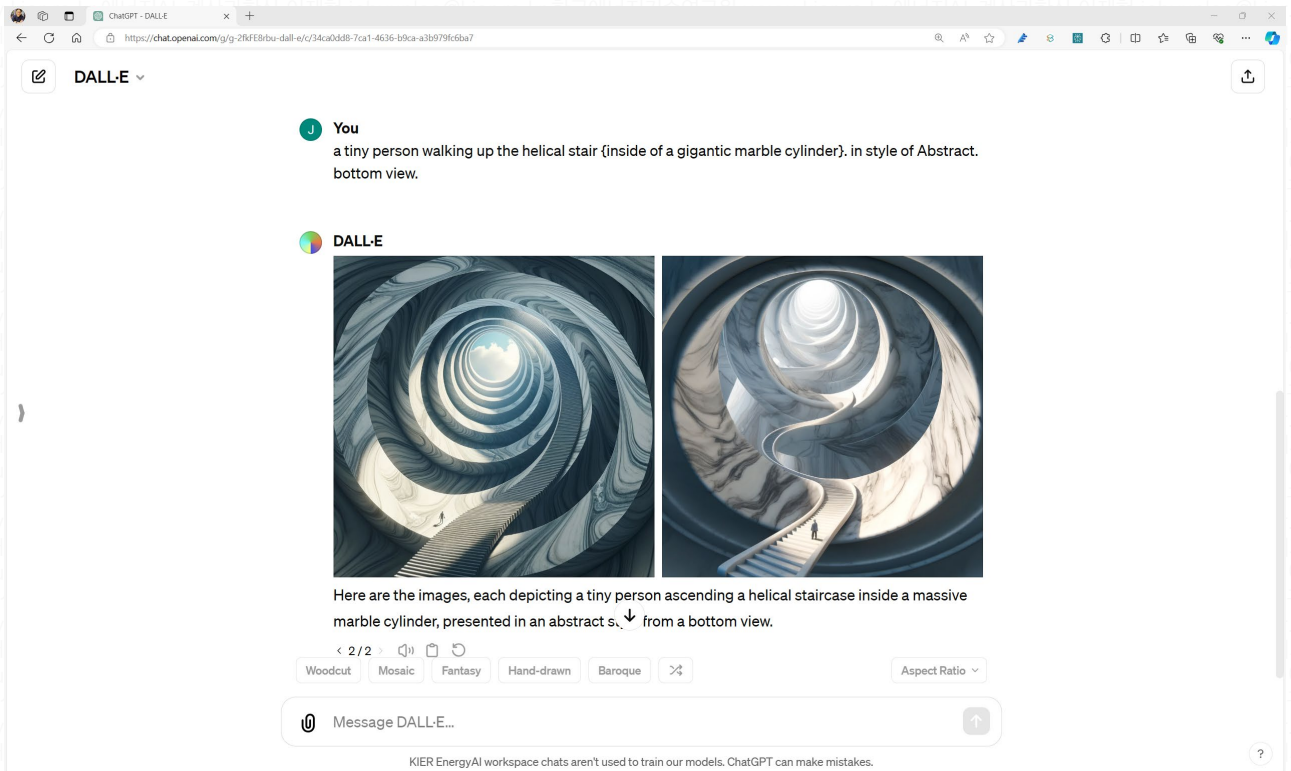 ChatGPT - DALL·E
https://chat.openai.com/g/g-2fkFE8rbu-dall-e/c/34ca0dd8-7ca1-4636-b9ca-a3b979fc6ba7
DALL·E
J
You
a tiny person walking up the helical stair {inside of a gigantic marble cylinder}. in style of Abstract.
bottom view.
DALL·E
Here are the images, each depicting a tiny person ascending a helical staircase inside a massive
marble cylinder, presented in an abstract from a bottom view.
2/2
Woodcut Mosaic Fantasy Hand-drawn Baroque Aspect Ratio
Message DALL·E...
KIER EnergyAI workspace chats aren't used to train our models. ChatGPT can make mistakes.
?